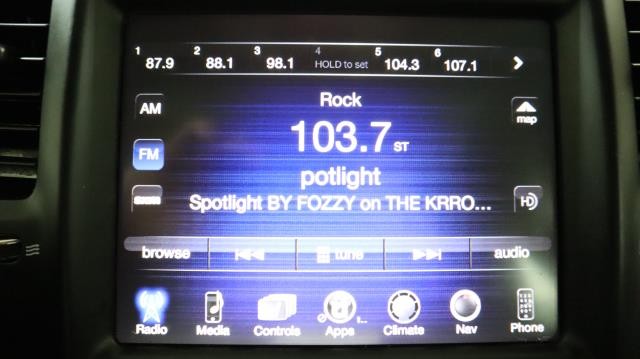 1 87.9 2 88.1 3 98.1 4 HOLD to set 5 104.3 6 107.1
AM
Rock
map
FM
103.7 ST
potlight
Spotlight BY FOZZY on THE KRRO...
HD
browse tune audio
Radio Media Controls Apps Climate Nav Phone